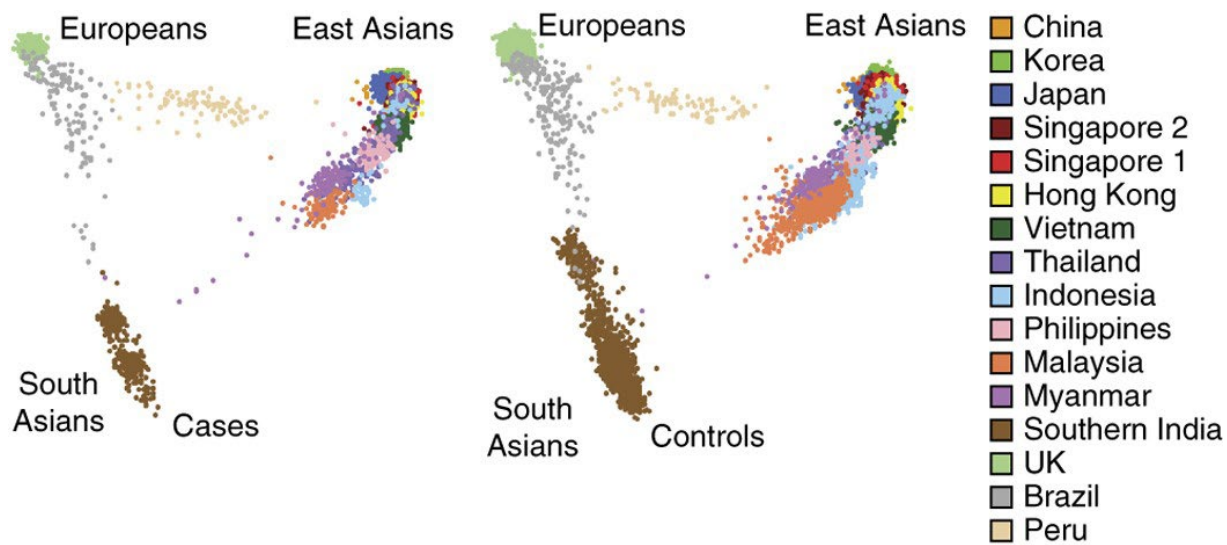 Europeans
East Asians
South
Asians
Cases
Europeans
East Asians
South
Asians
Controls
China
Korea
Japan
Singapore 2
Singapore 1
Hong Kong
Vietnam
Thailand
Indonesia
Philippines
Malaysia
Myanmar
Southern India
UK
Brazil
Peru